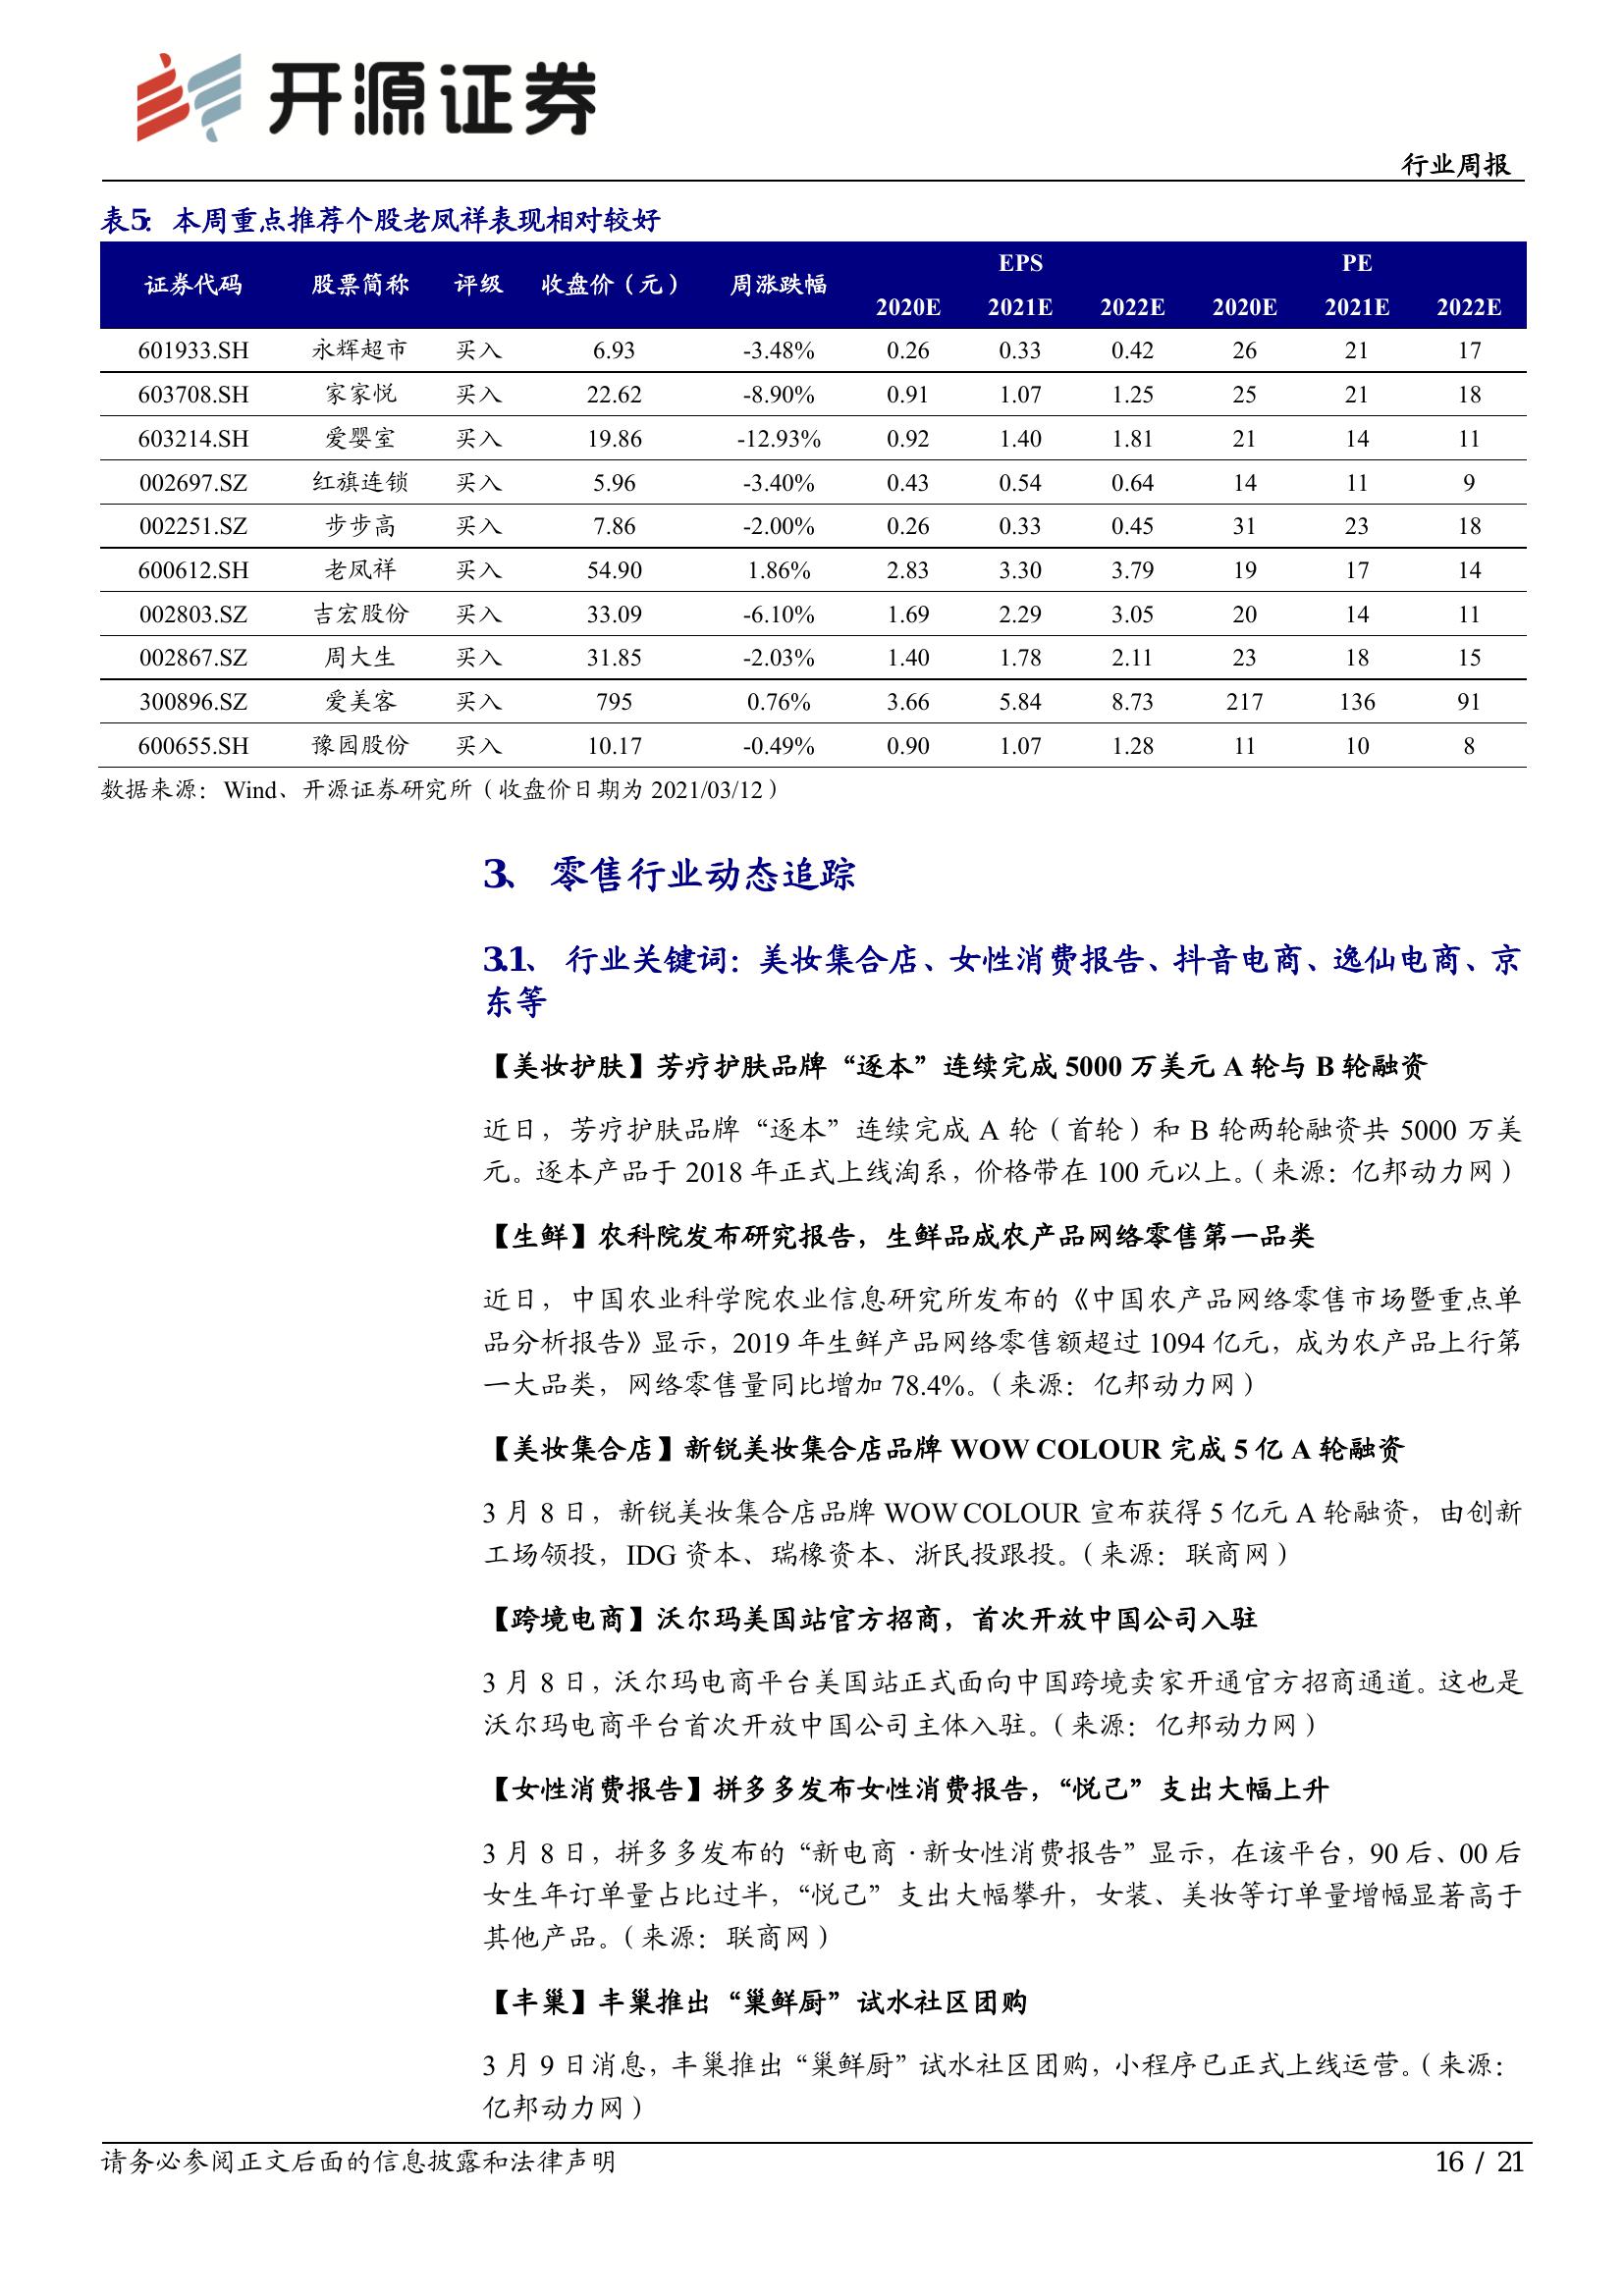 开源证券
行业周报
表5：本周重点推荐个股老凤祥表现相对较好
证券代码 股票简称 评级 收盘价（元） 周涨跌幅 EPS PE
2020E 2021E 2022E 2020E 2021E 2022E
601933.SH 永辉超市 买入 6.93 -3.48% 0.26 0.33 0.42 26 21 17
603708.SH 家家悦 买入 22.62 -8.90% 0.91 1.07 1.25 25 21 18
603214.SH 爱婴室 买入 19.86 -12.93% 0.92 1.40 1.81 21 14 11
002697.SZ 红旗连锁 买入 5.96 -3.40% 0.43 0.54 0.64 14 11 9
002251.SZ 步步高 买入 7.86 -2.00% 0.26 0.33 0.45 31 23 18
600612.SH 老凤祥 买入 54.90 1.86% 2.83 3.30 3.79 19 17 14
002803.SZ 吉宏股份 买入 33.09 -6.10% 1.69 2.29 3.05 20 14 11
002867.SZ 周大生 买入 31.85 -2.03% 1.40 1.78 2.11 23 18 15
300896.SZ 爱美客 买入 795 0.76% 3.66 5.84 8.73 217 136 91
600655.SH 豫园股份 买入 10.17 -0.49% 0.90 1.07 1.28 11 10 8
数据来源：Wind、开源证券研究所（收盘价日期为 2021/03/12）
3、 零售行业动态追踪
3.1、 行业关键词：美妆集合店、女性消费报告、抖音电商、逸仙电商、京
东等
【美妆护肤】芳疗护肤品牌“逐本”连续完成 5000 万美元 A 轮与 B 轮融资
近日，芳疗护肤品牌“逐本”连续完成 A 轮（首轮）和 B 轮两轮融资共 5000 万美
元。逐本产品于 2018 年正式上线淘系，价格带在 100 元以上。（来源：亿邦动力网）
【生鲜】农科院发布研究报告，生鲜品成农产品网络零售第一品类
近日，中国农业科学院农业信息研究所发布的《中国农产品网络零售市场暨重点单
品分析报告》显示，2019 年生鲜产品网络零售额超过 1094 亿元，成为农产品上行第
一大品类，网络零售量同比增加 78.4%。（来源：亿邦动力网）
【美妆集合店】新锐美妆集合店品牌 WOW COLOUR 完成 5 亿 A 轮融资
3 月 8 日，新锐美妆集合店品牌 WOW COLOUR 宣布获得 5 亿元 A 轮融资，由创新
工场领投，IDG 资本、瑞橡资本、浙民投跟投。（来源：联商网）
【跨境电商】沃尔玛美国站官方招商，首次开放中国公司入驻
3 月 8 日，沃尔玛电商平台美国站正式面向中国跨境卖家开通官方招商通道。这也是
沃尔玛电商平台首次开放中国公司主体入驻。（来源：亿邦动力网）
【女性消费报告】拼多多发布女性消费报告，“悦己”支出大幅上升
3 月 8 日，拼多多发布的“新电商·新女性消费报告”显示，在该平台，90 后、00 后
女生年订单量占比过半，“悦己”支出大幅攀升，女装、美妆等订单量增幅显著高于
其他产品。（来源：联商网）
【丰巢】丰巢推出“巢鲜厨”试水社区团购
3 月 9 日消息，丰巢推出“巢鲜厨”试水社区团购，小程序已正式上线运营。（来源：
亿邦动力网）
请务必参阅正文后面的信息披露和法律声明
16 / 21